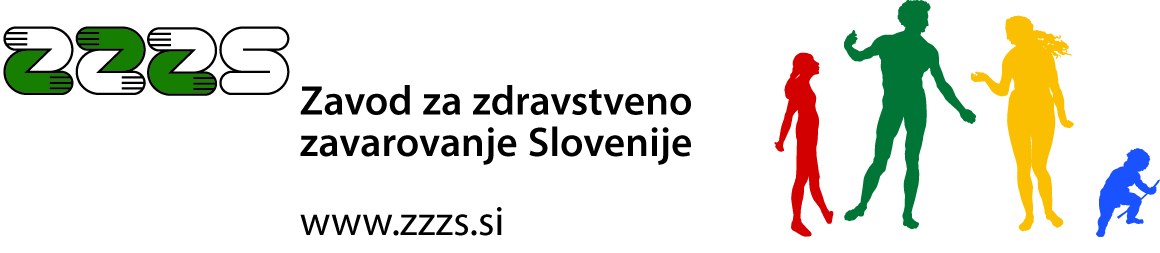 ZZZS
Zavod za zdravstveno
zavarovanje Slovenije
www.zzzs.si